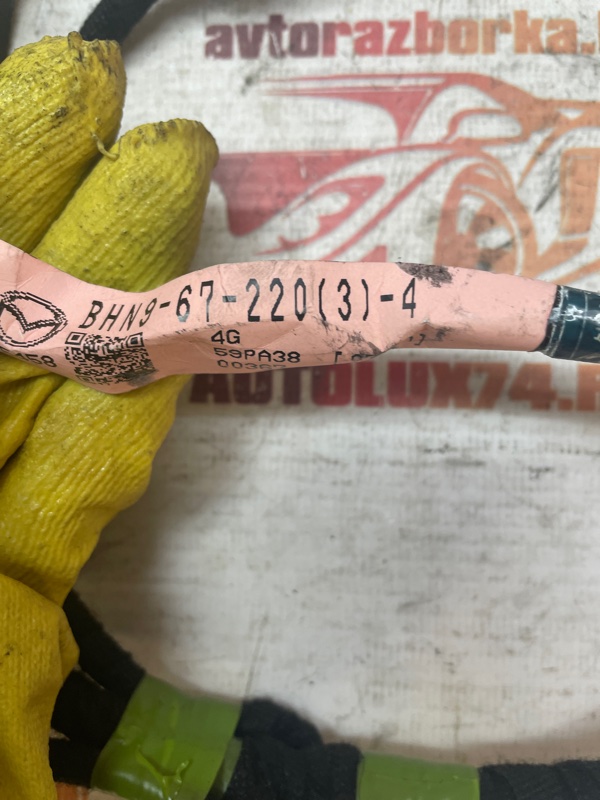 avtorazborka.
BHN9-67-220(3)-4
4G
59PA38
AUTOLUX74.R